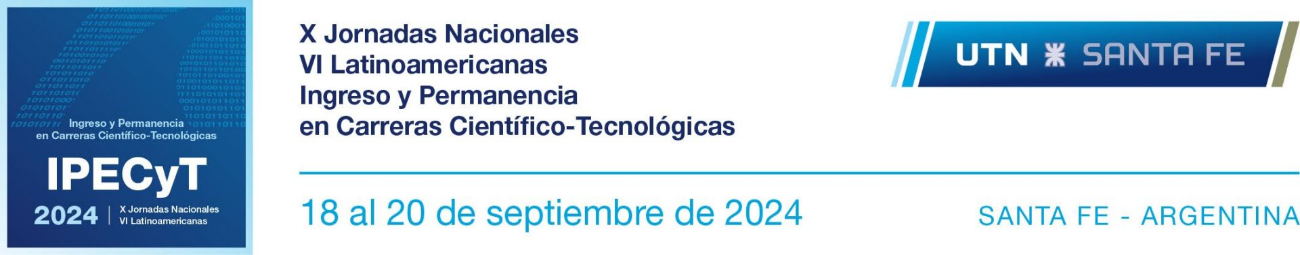 Ingreso y Permanencia
en Carreras Científico-Tecnológicas
IPECyT
2024 | X Jornadas Nacionales
VI Latinoamericanas
X Jornadas Nacionales
VI Latinoamericanas
Ingreso y Permanencia
en Carreras Científico-Tecnológicas
UTN SANTA FE
18 al 20 de septiembre de 2024
SANTA FE - ARGENTINA